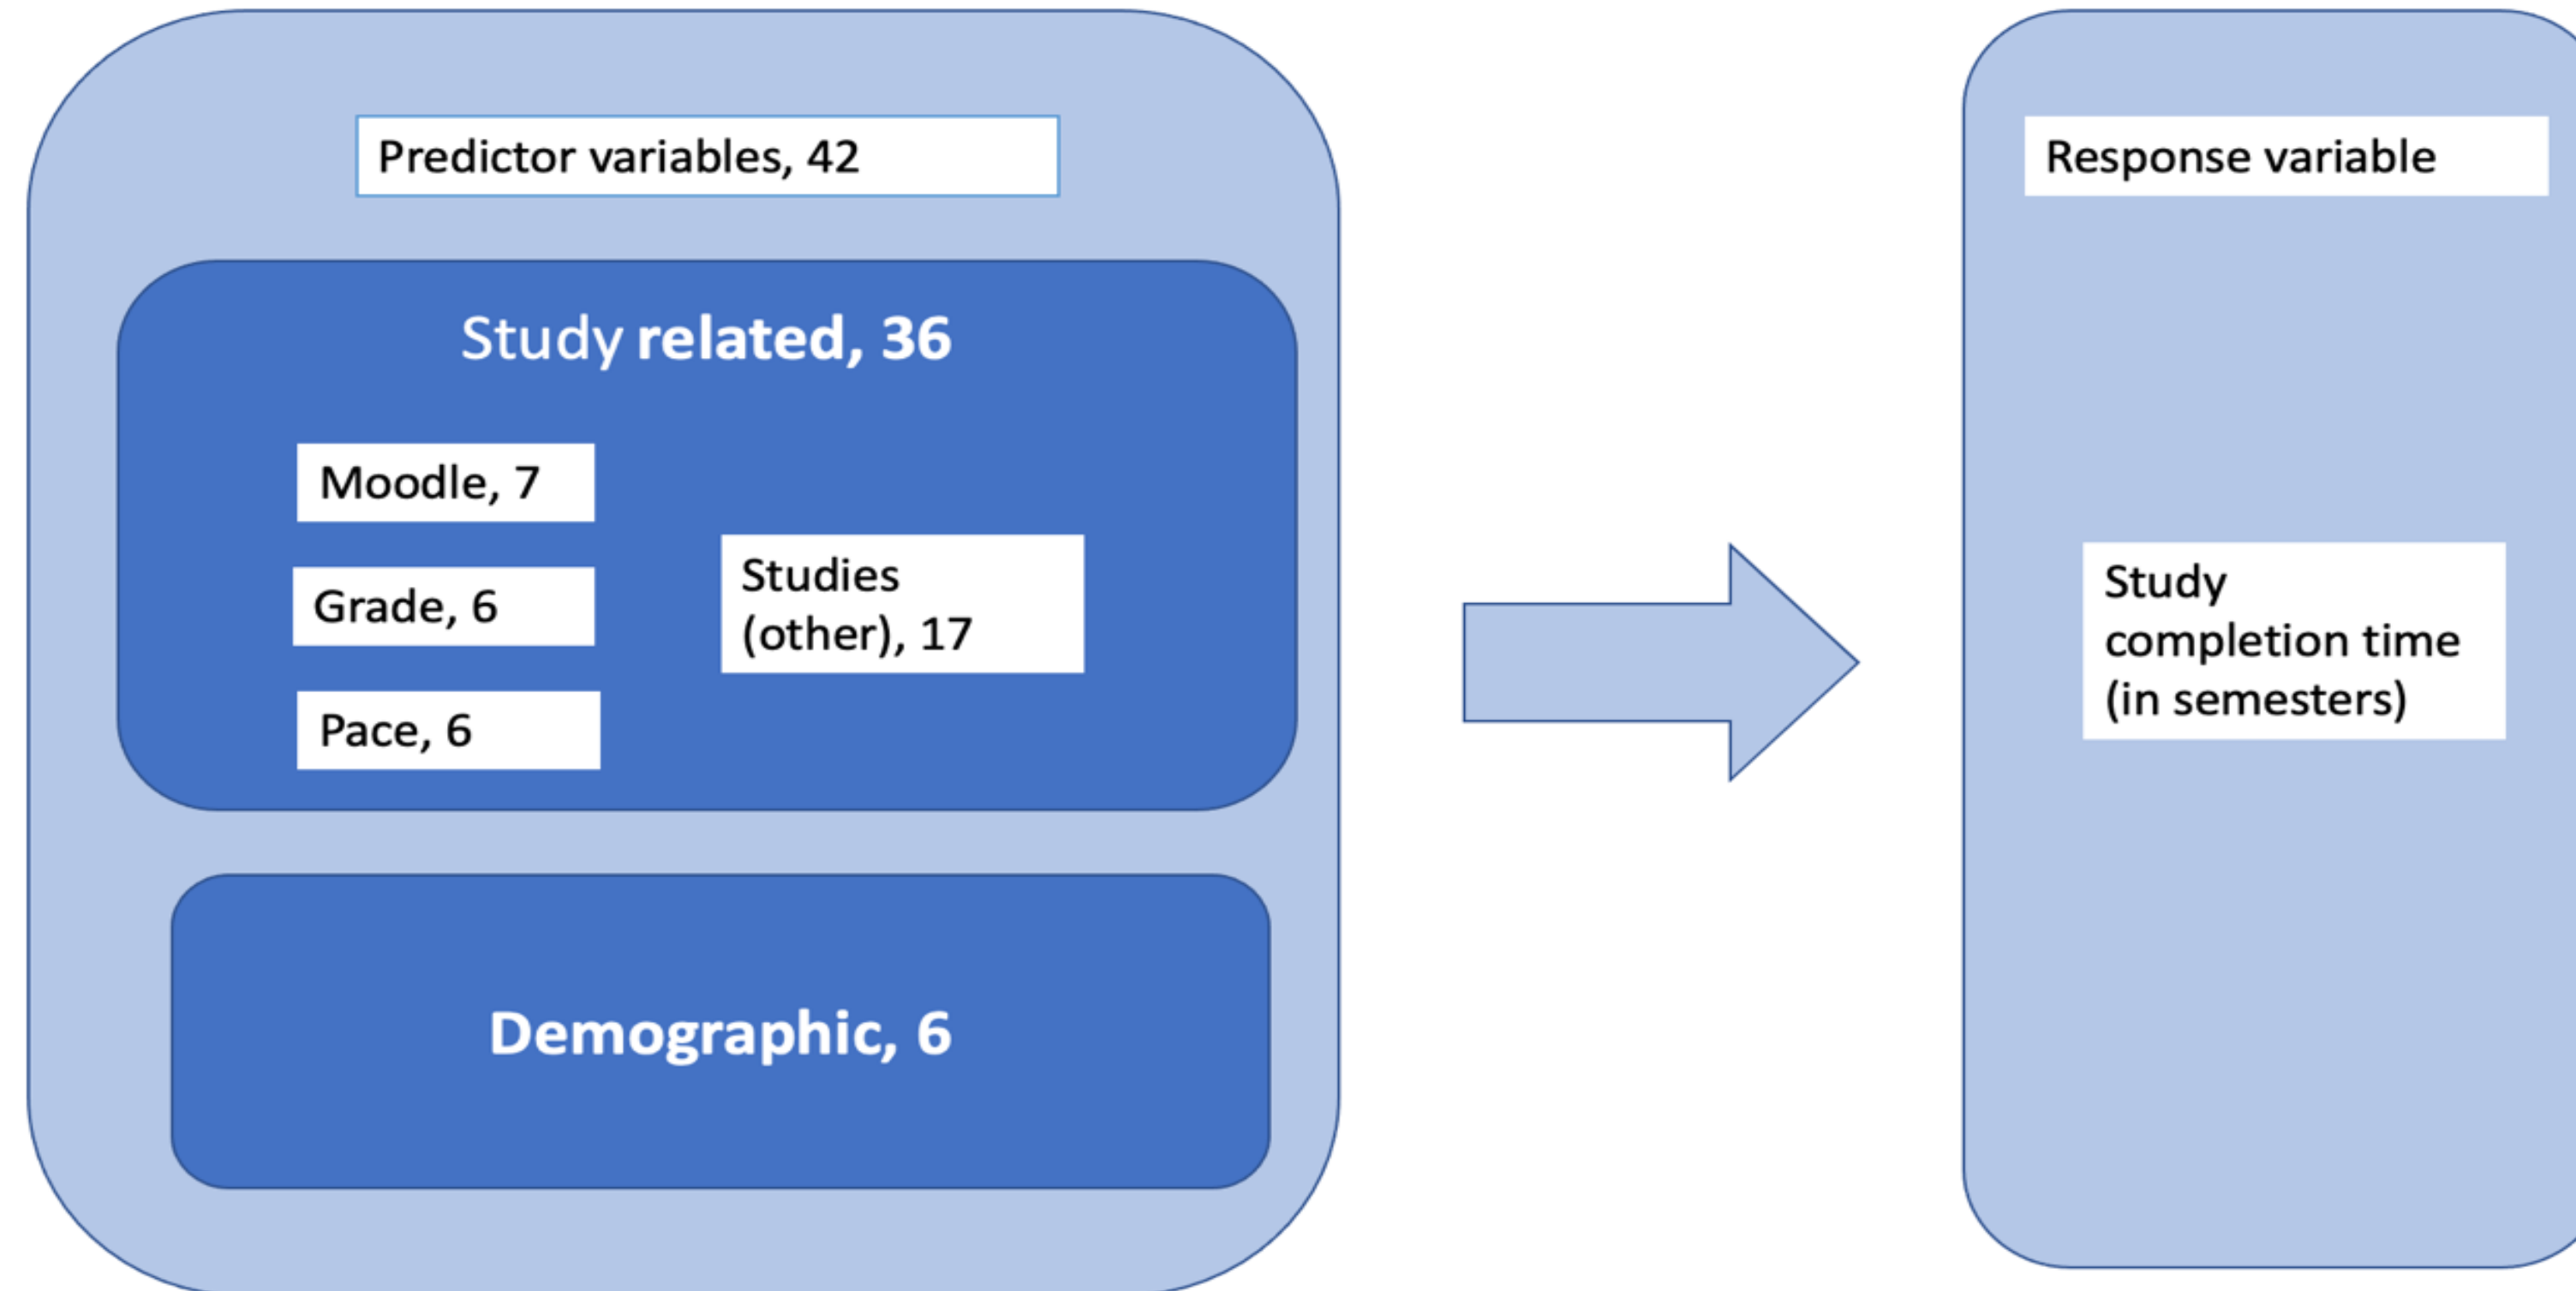 Predictor variables, 42
Study related, 36
Moodle, 7
Grade, 6
Pace, 6
Studies
(other), 17
Demographic, 6
Response variable
Study
completion time
(in semesters)